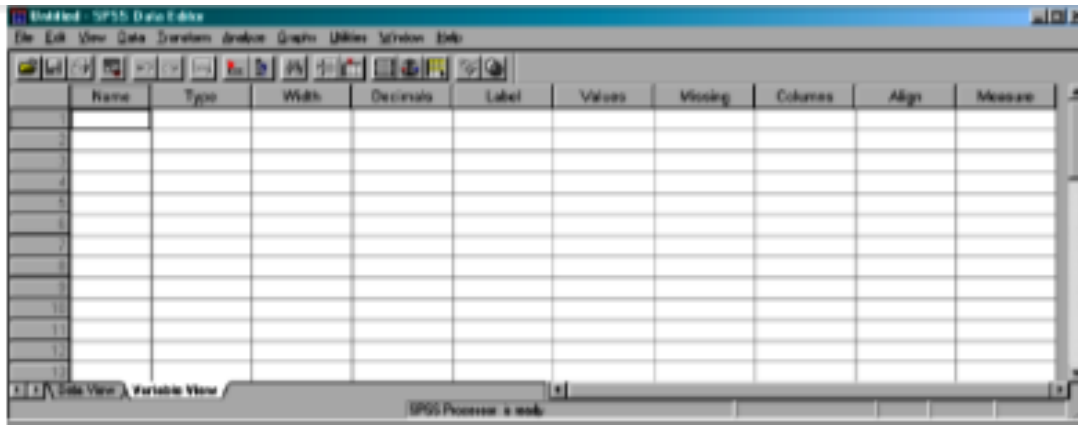 Untitled - SPSS Data Editor
File Edit View Data Transform Analyze Graphs Utilities Window Help
Name Type Width Decimals Label Values Missing Columns Align Measure
1
2
3
4
5
6
7
8
9
10
11
12
13
Data View Variable View
SPSS Processor is ready